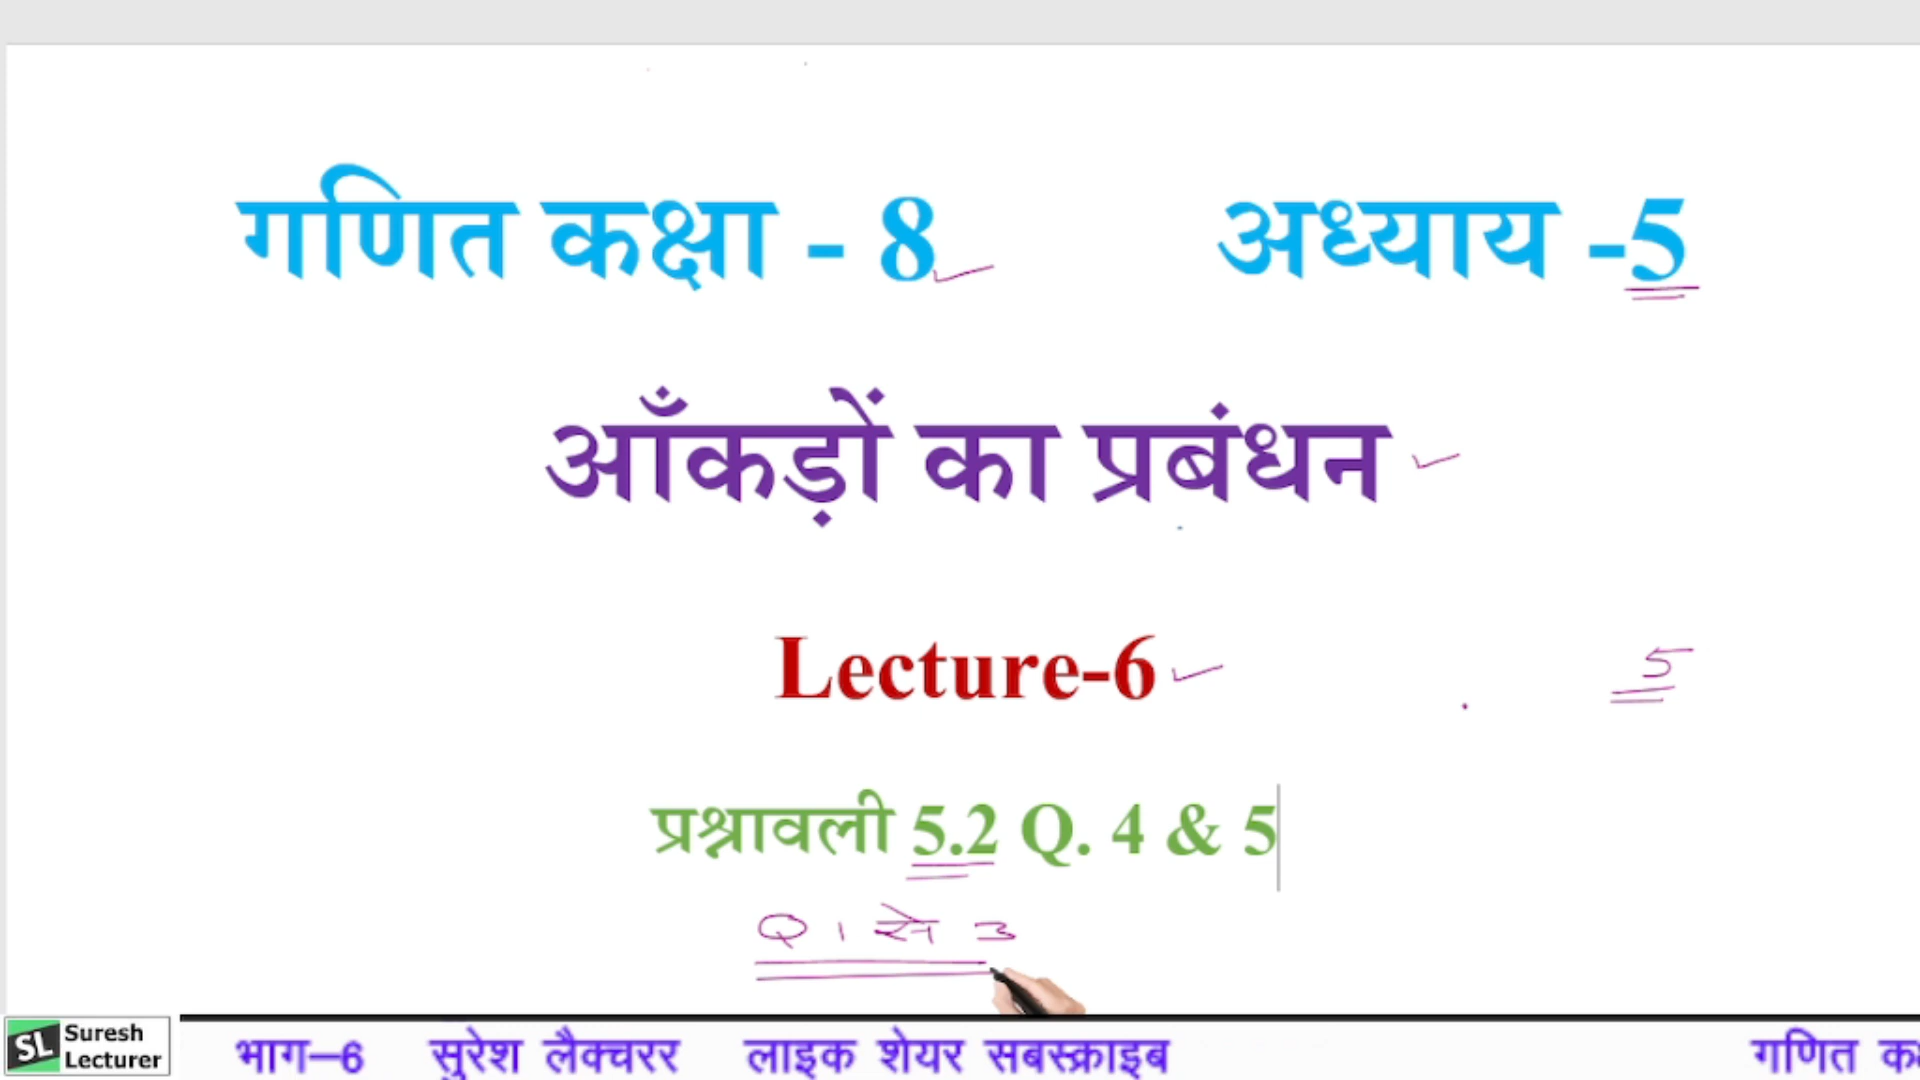 गणित कक्षा - 8 अध्याय -5
आँकड़ों का प्रबंधन
Lecture-6
5
प्रश्नावली 5.2 Q. 4 & 5
Q 1 से 3
SL Suresh Lecturer
भाग–6 सुरेश लैक्चरर लाइक शेयर सबस्क्राइब गणित